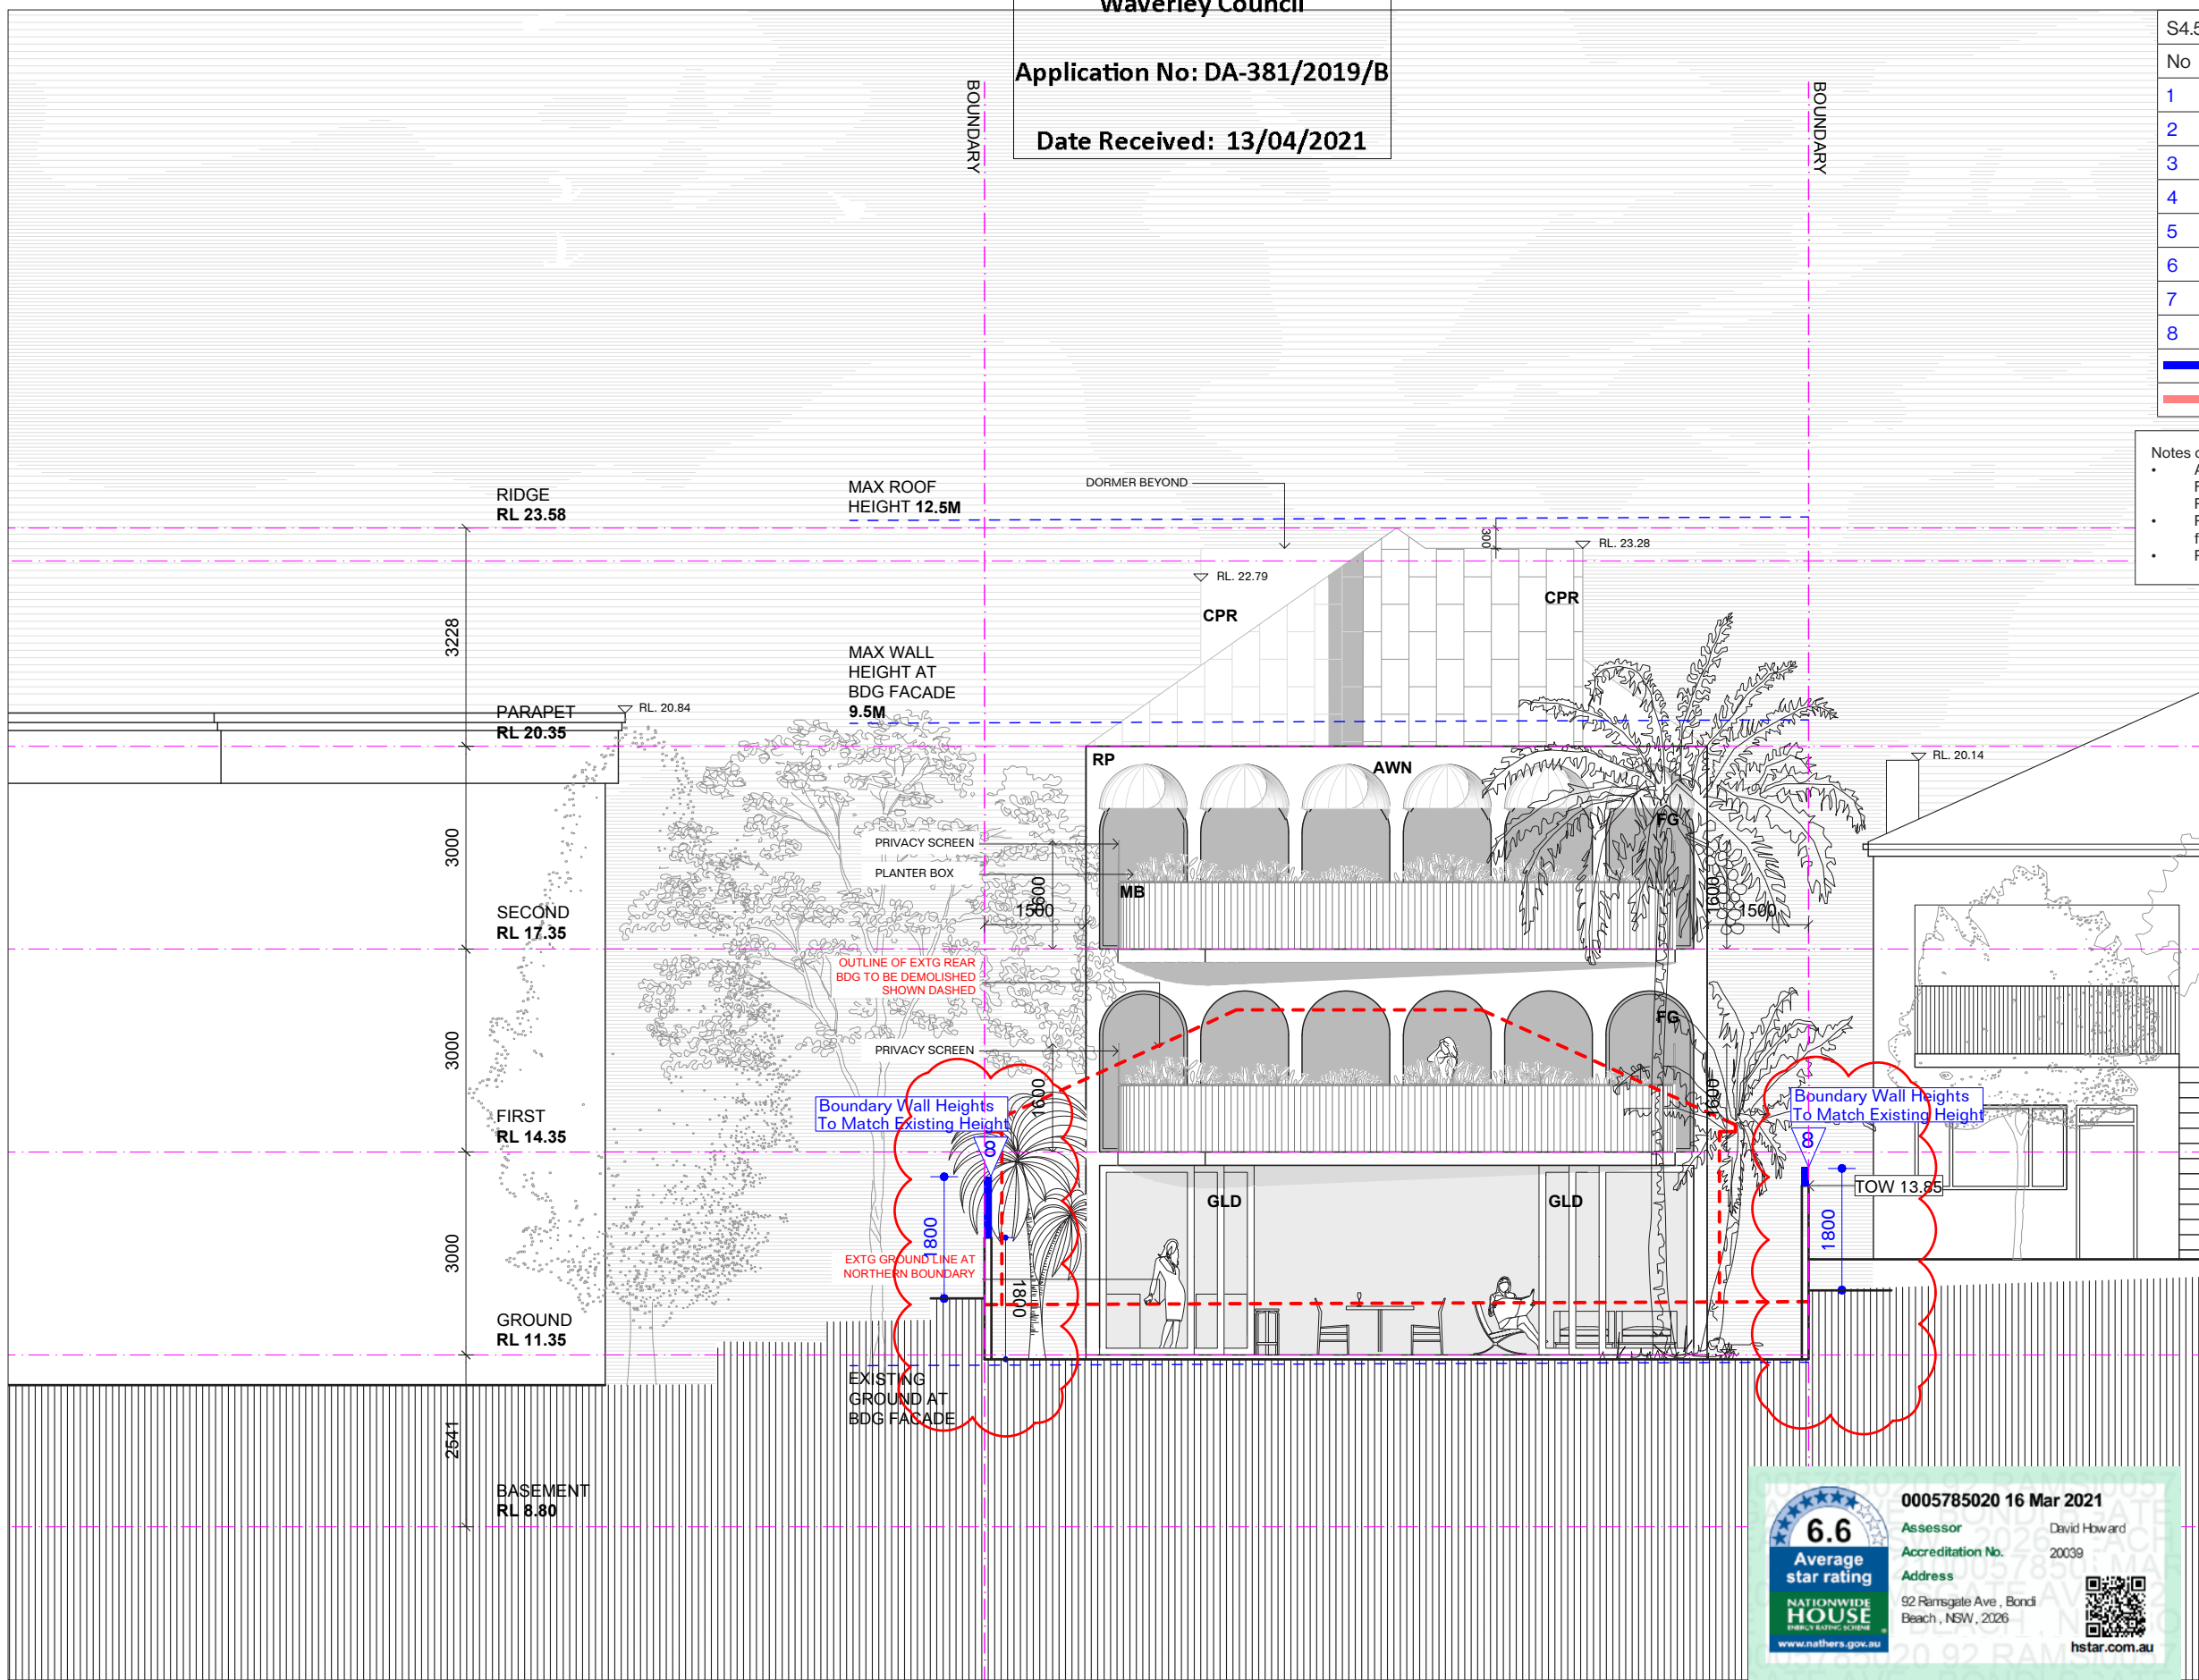 Waverley Council
Application No: DA-381/2019/B
Date Received: 13/04/2021
BOUNDARY
BOUNDARY
S4.5
No
1
2
3
4
5
6
7
8
Notes
RIDGE
RL 23.58
MAX ROOF
HEIGHT 12.5M
DORMER BEYOND
300
RL. 23.28
RL. 22.79
CPR
CPR
3228
MAX WALL
HEIGHT AT
BDG FACADE
9.5M
PARAPET
RL 20.35
RL. 20.84
RL. 20.14
RP
AWN
FG
3000
PRIVACY SCREEN
PLANTER BOX
MB
1600
1500
1600
1500
SECOND
RL 17.35
OUTLINE OF EXTG REAR
BDG TO BE DEMOLISHED
SHOWN DASHED
FG
3000
PRIVACY SCREEN
1600
1600
Boundary Wall Heights
To Match Existing Height
8
Boundary Wall Heights
To Match Existing Height
8
FIRST
RL 14.35
TOW 13.85
GLD
GLD
1800
1800
3000
EXTG GROUND LINE AT
NORTHERN BOUNDARY
1800
GROUND
RL 11.35
EXISTING
GROUND AT
BDG FACADE
2541
BASEMENT
RL 8.80
6.6
Average
star rating
NATIONWIDE
HOUSE
ENERGY RATING SCHEME
www.nathers.gov.au
0005785020 16 Mar 2021
Assessor David Howard
Accreditation No. 20039
Address
92 Ramsgate Ave , Bondi
Beach , NSW , 2026
hstar.com.au